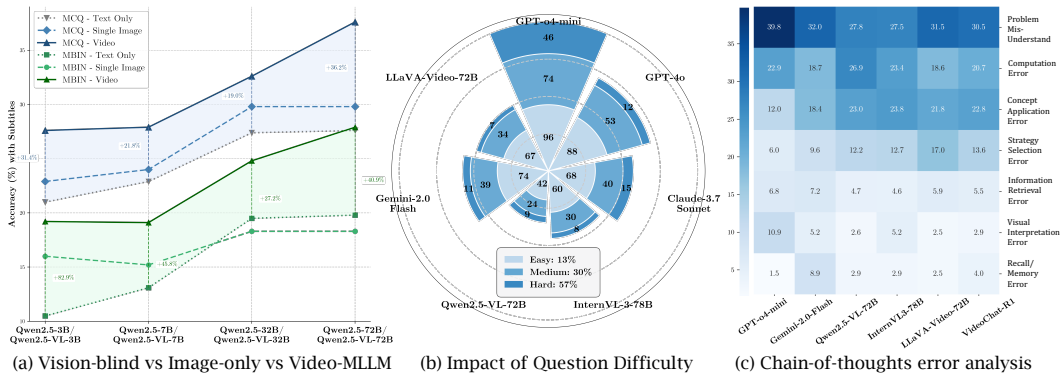 Accuracy (%) with Subtitles
35
30
25
20
15
10
MCQ - Text Only
MCQ - Single Image
MCQ - Video
MBIN - Text Only
MBIN - Single Image
MBIN - Video
+31.4%
+21.8%
+19.0%
+36.2%
+82.9%
+45.8%
+27.2%
+40.9%
Qwen2.5-3B/
Qwen2.5-VL-3B
Qwen2.5-7B/
Qwen2.5-VL-7B
Qwen2.5-32B/
Qwen2.5-VL-32B
Qwen2.5-72B/
Qwen2.5-VL-72B
(a) Vision-blind vs Image-only vs Video-MLLM
GPT-o4-mini
46
74
96
GPT-4o
12
53
88
Claude-3.7
Sonnet
15
40
68
InternVL-3-78B
8
30
60
Qwen2.5-VL-72B
9
24
42
Gemini-2.0
Flash
11
39
74
LLaVA-Video-72B
7
34
67
Easy: 13%
Medium: 30%
Hard: 57%
(b) Impact of Question Difficulty
35
30
25
20
15
10
5
39.8 32.0 27.8 27.5 31.5 30.5
Problem
Mis-
Understand
22.9 18.7 26.9 23.4 18.6 20.7
Computation
Error
12.0 18.4 23.0 23.8 21.8 22.8
Concept
Application
Error
6.0 9.6 12.2 12.7 17.0 13.6
Strategy
Selection
Error
6.8 7.2 4.7 4.6 5.9 5.5
Information
Retrieval
Error
10.9 5.2 2.6 5.2 2.5 2.9
Visual
Interpretation
Error
1.5 8.9 2.9 2.9 2.5 4.0
Recall/
Memory
Error
GPT-o4-mini
Gemini-2.0-Flash
Qwen2.5-VL-72B
InternVL3-78B
LLaVA-Video-72B
VideoChat-R1
(c) Chain-of-thoughts error analysis